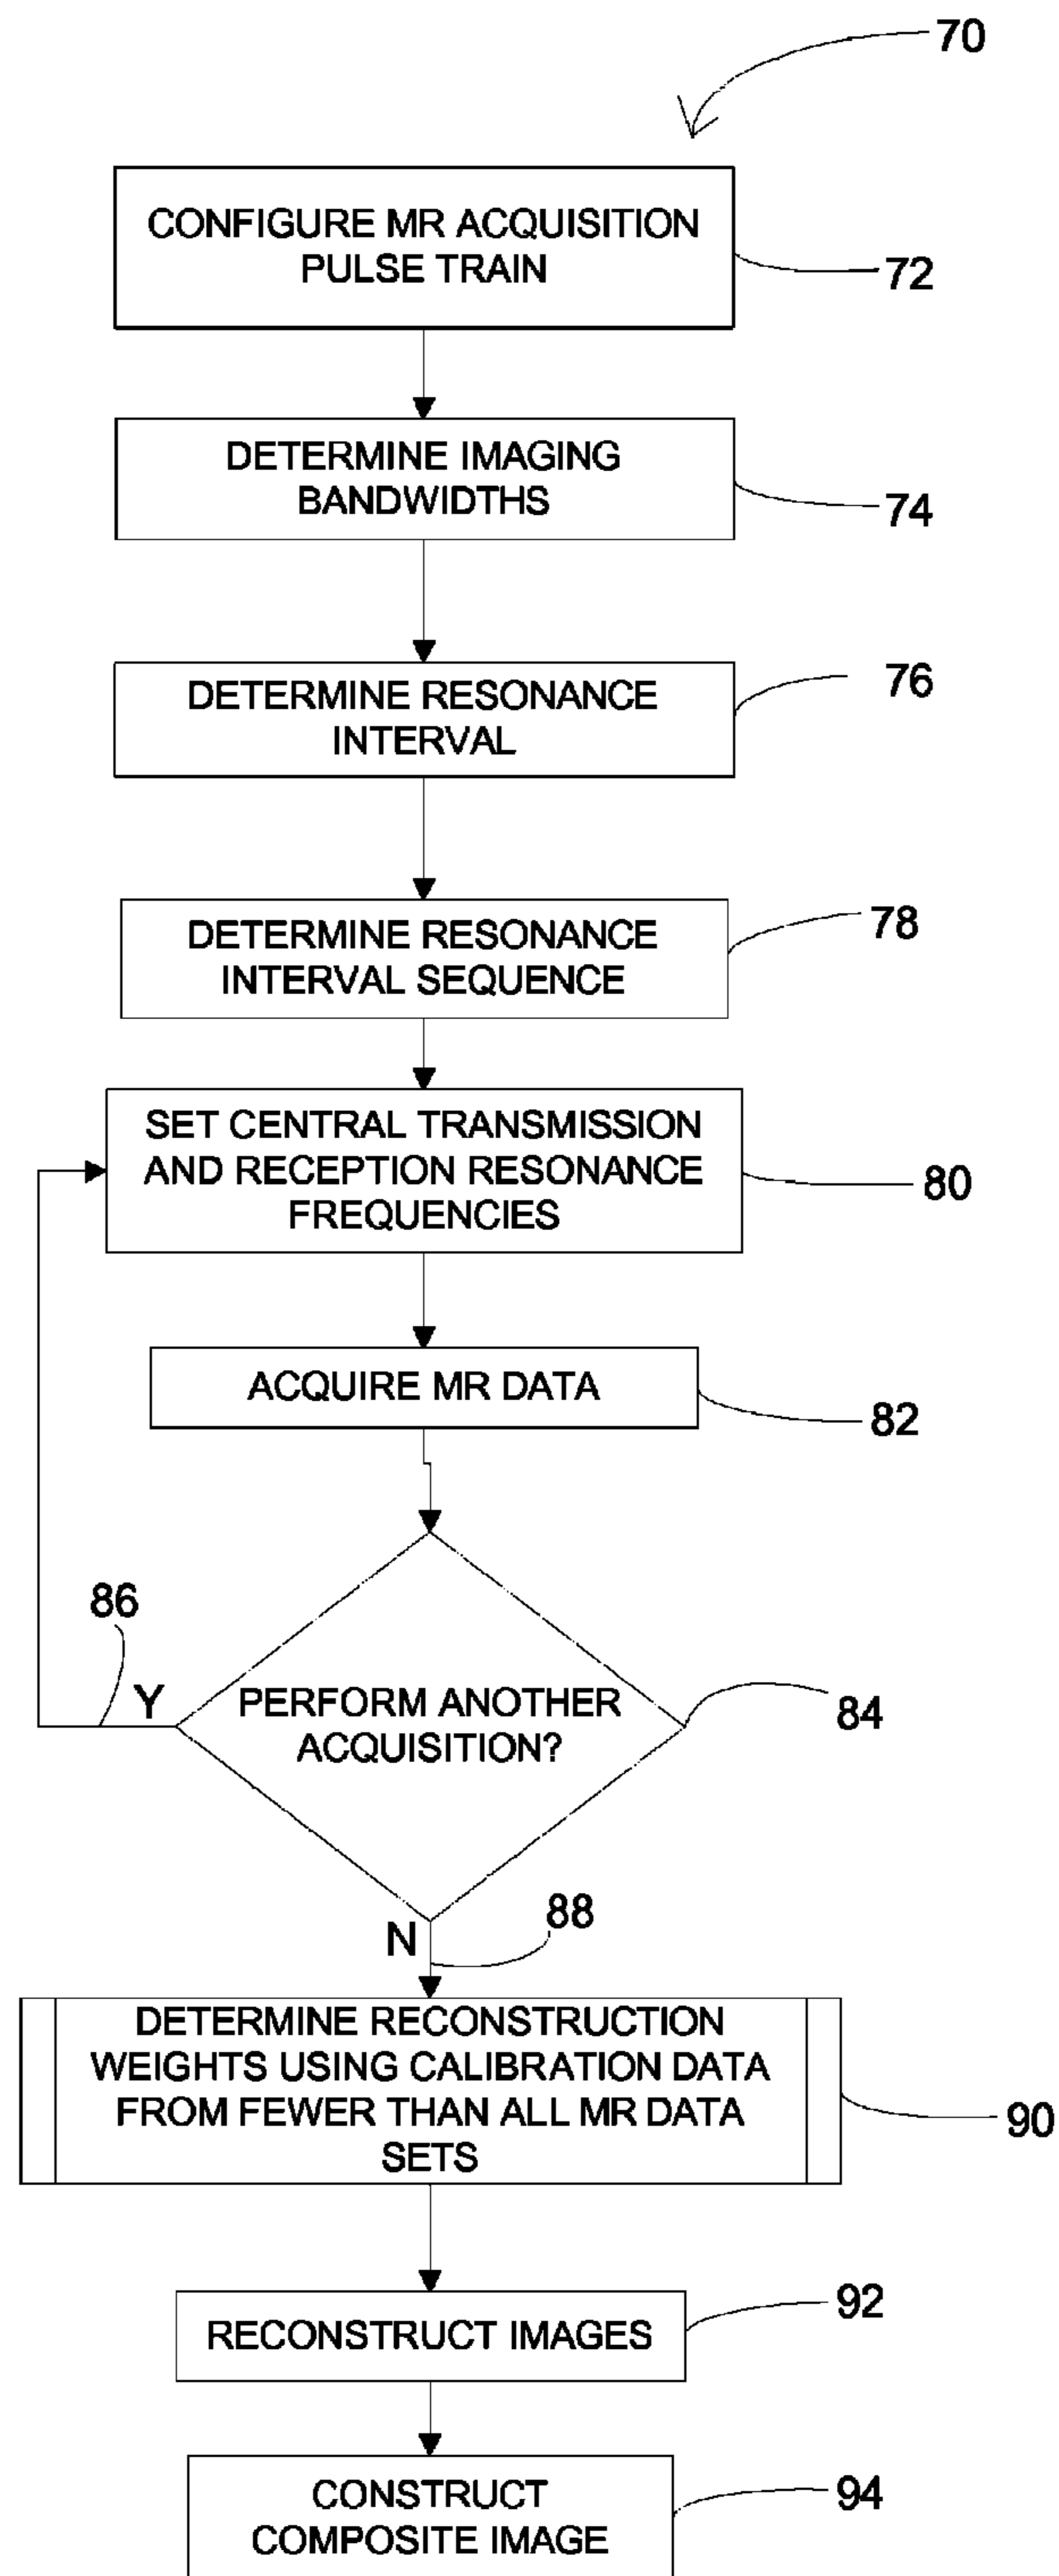 70
CONFIGURE MR ACQUISITION
PULSE TRAIN
72
DETERMINE IMAGING
BANDWIDTHS
74
DETERMINE RESONANCE
INTERVAL
76
DETERMINE RESONANCE
INTERVAL SEQUENCE
78
SET CENTRAL TRANSMISSION
AND RECEPTION RESONANCE
FREQUENCIES
80
ACQUIRE MR DATA
82
86
Y
PERFORM ANOTHER
ACQUISITION?
84
N
88
DETERMINE RECONSTRUCTION
WEIGHTS USING CALIBRATION DATA
FROM FEWER THAN ALL MR DATA
SETS
90
RECONSTRUCT IMAGES
92
CONSTRUCT
COMPOSITE IMAGE
94